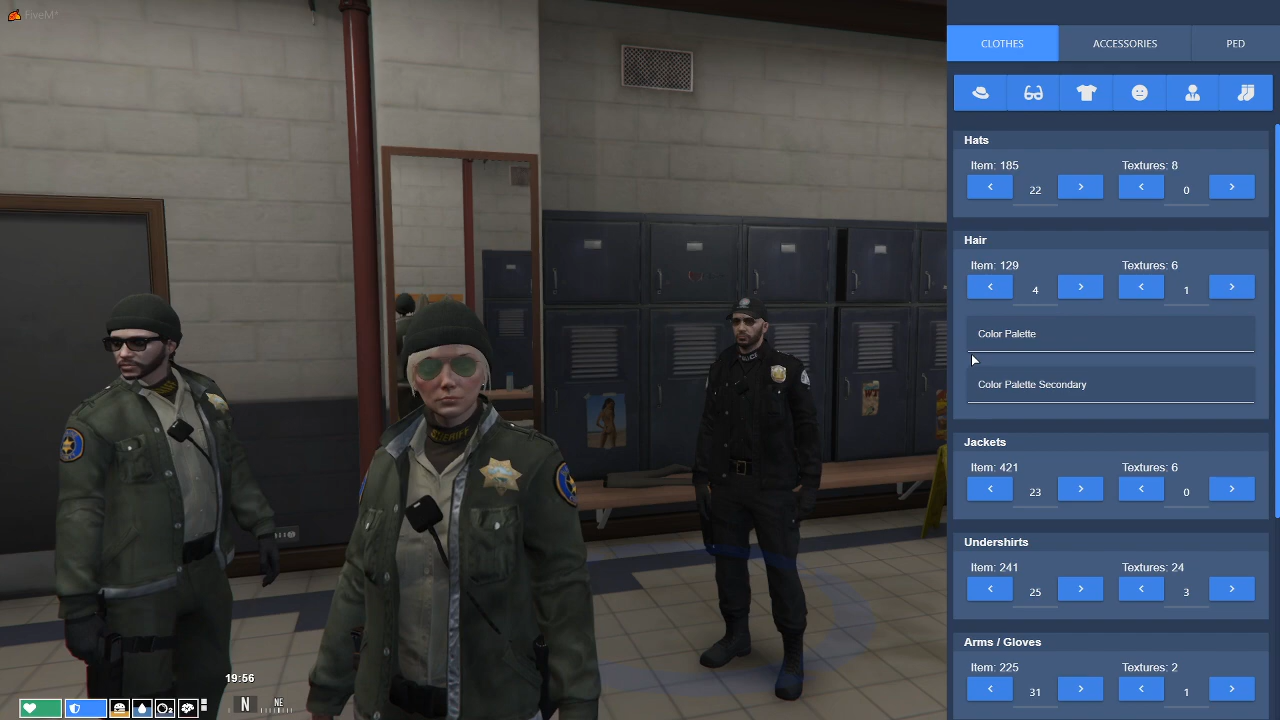 FiveM*
CLOTHES
ACCESSORIES
PED
Hats
Item: 185
Textures: 8
22
0
Hair
Item: 129
Textures: 6
4
1
Color Palette
Color Palette Secondary
Jackets
Item: 421
Textures: 6
23
0
Undershirts
Item: 241
Textures: 24
25
3
Arms / Gloves
Item: 225
Textures: 2
31
1
SHERIFF
19:56
N
NE
O2